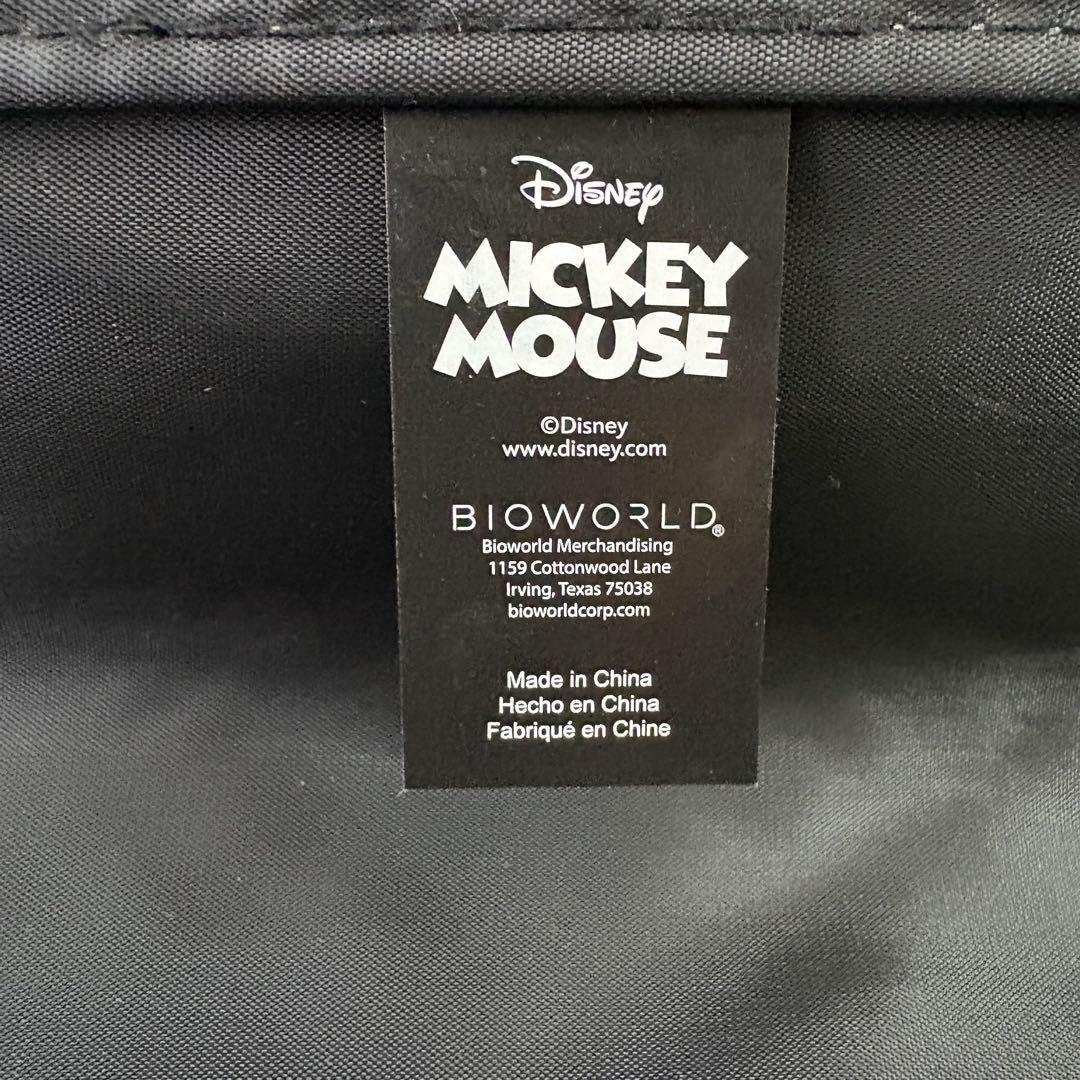 Disney
MICKEY
MOUSE
©Disney
www.disney.com
BIOWORLD®
Bioworld Merchandising
1159 Cottonwood Lane
Irving, Texas 75038
bioworldcorp.com
Made in China
Hecho en China
Fabriqué en Chine